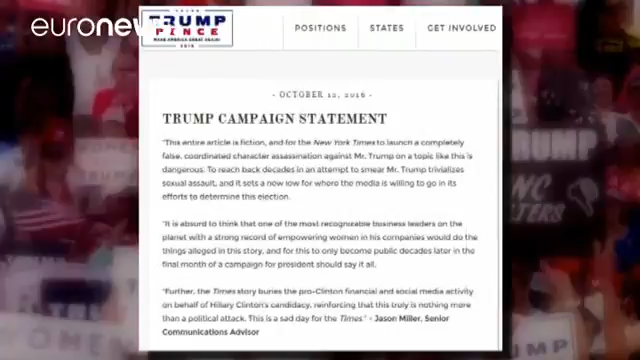 euronews
TRUMP
PENCE
MAKE AMERICA GREAT AGAIN!
2016
POSITIONS
STATES
GET INVOLVED
- OCTOBER 12, 2016 -
TRUMP CAMPAIGN STATEMENT
"This entire article is fiction, and for the New York Times to launch a completely
false, coordinated character assassination against Mr. Trump on a topic like this is
dangerous. To reach back decades in an attempt to smear Mr. Trump trivializes
sexual assault, and it sets a new low for where the media is willing to go in its
efforts to determine this election.
"It is absurd to think that one of the most recognizable business leaders on the
planet with a strong record of empowering women in his companies would do the
things alleged in this story, and for this to only become public decades later in the
final month of a campaign for president should say it all.
"Further, the Times story buries the pro-Clinton financial and social media activity
on behalf of Hillary Clinton's candidacy, reinforcing that this truly is nothing more
than a political attack. This is a sad day for the Times." - Jason Miller, Senior
Communications Advisor
TRUMP